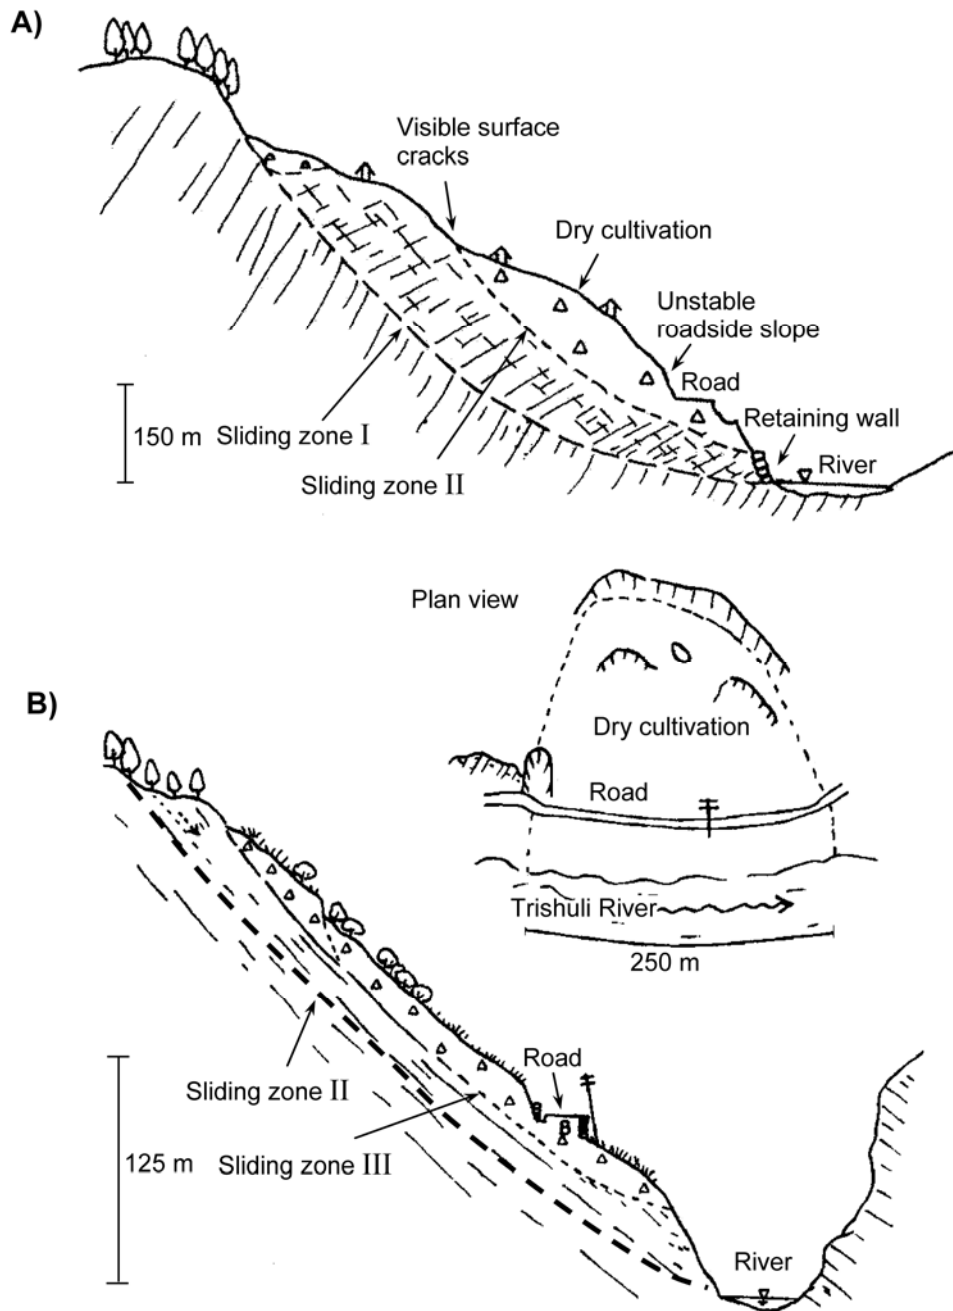 A)
Visible surface
cracks
Dry cultivation
Unstable
roadside slope
Road
Retaining wall
River
150 m
Sliding zone I
Sliding zone II
Plan view
B)
Dry cultivation
Road
Trishuli River
250 m
Road
Sliding zone II
Sliding zone III
125 m
River